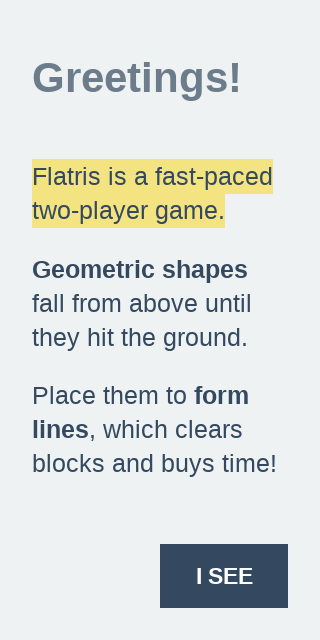 Greetings!
Flatris is a fast-paced
two-player game.
Geometric shapes
fall from above until
they hit the ground.
Place them to form
lines, which clears
blocks and buys time!
I SEE